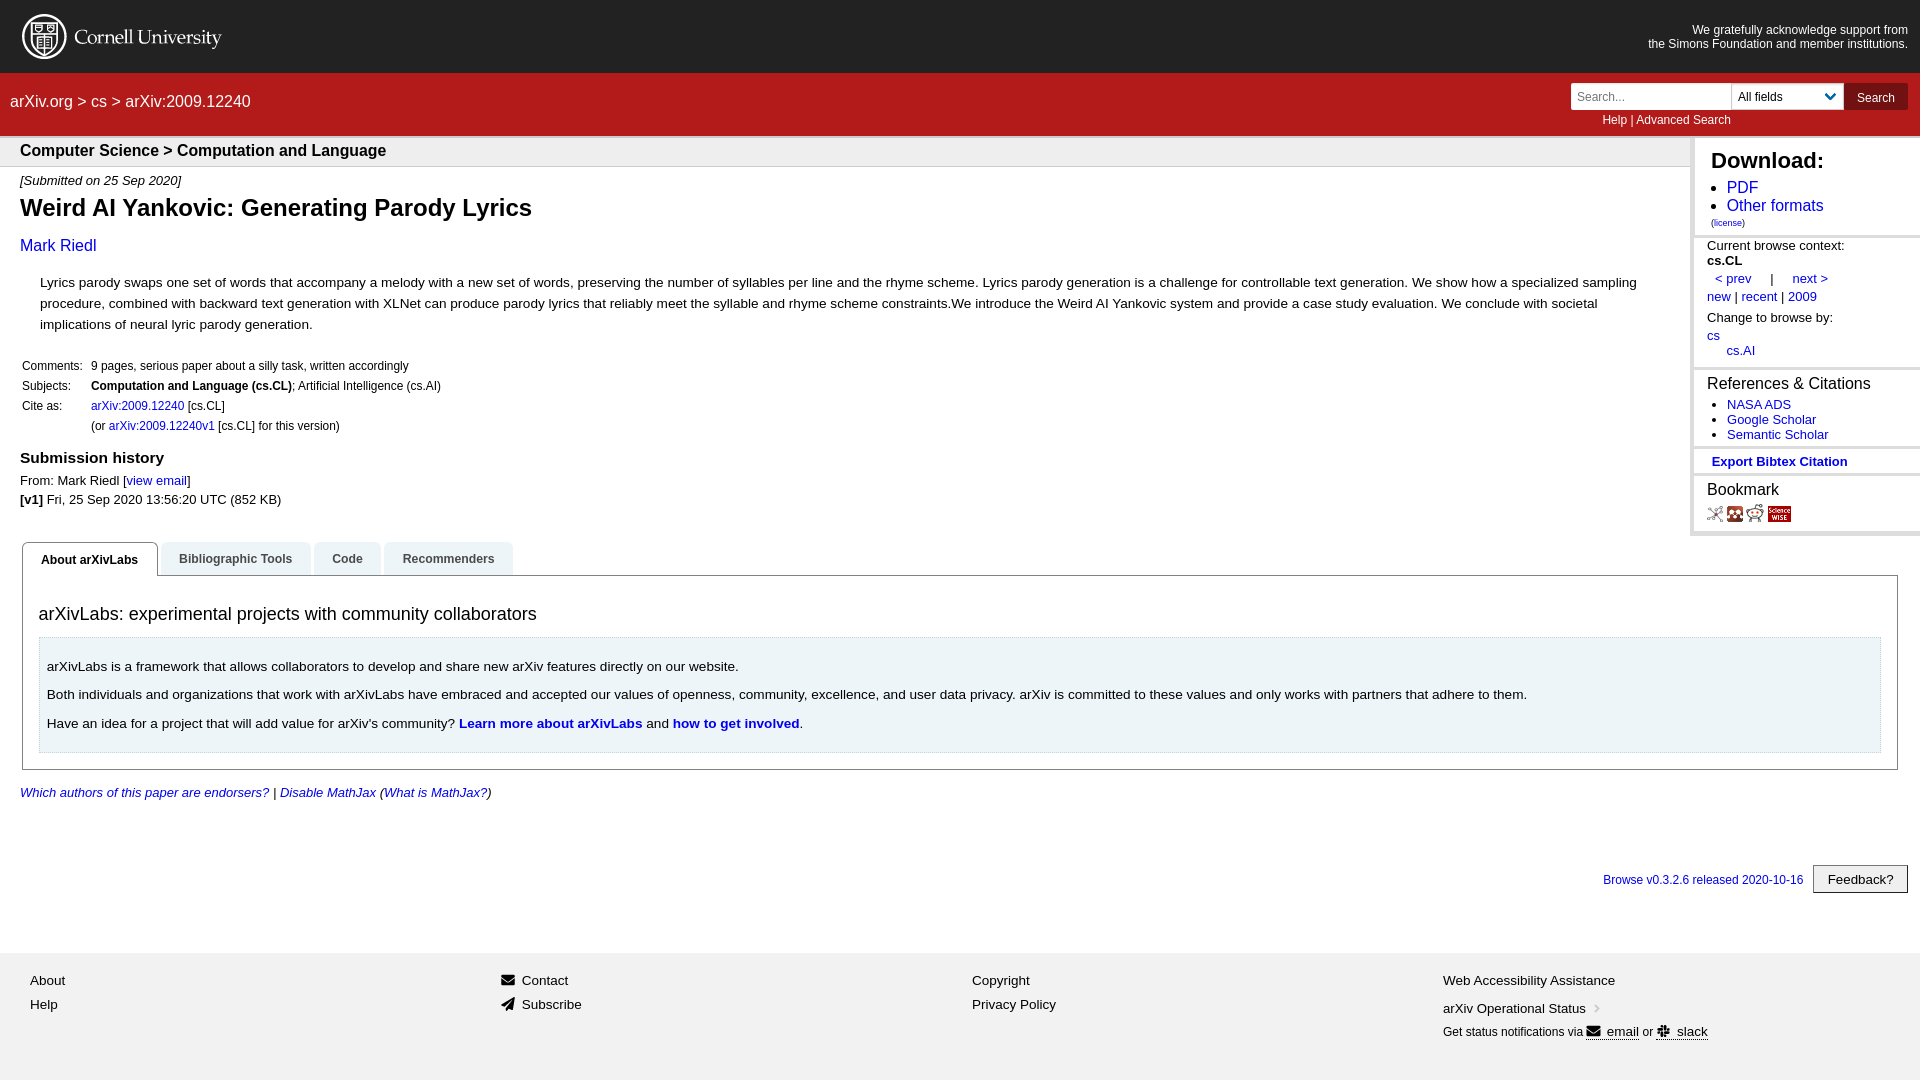 Cornell University
We gratefully acknowledge support from
the Simons Foundation and member institutions.
arXiv.org > cs > arXiv:2009.12240
Search...
All fields
Search
Help | Advanced Search
Computer Science > Computation and Language
[Submitted on 25 Sep 2020]
Weird AI Yankovic: Generating Parody Lyrics
Mark Riedl
Lyrics parody swaps one set of words that accompany a melody with a new set of words, preserving the number of syllables per line and the rhyme scheme. Lyrics parody generation is a challenge for controllable text generation. We show how a specialized sampling
procedure, combined with backward text generation with XLNet can produce parody lyrics that reliably meet the syllable and rhyme scheme constraints.We introduce the Weird AI Yankovic system and provide a case study evaluation. We conclude with societal
implications of neural lyric parody generation.
Comments: 9 pages, serious paper about a silly task, written accordingly
Subjects: Computation and Language (cs.CL); Artificial Intelligence (cs.AI)
Cite as: arXiv:2009.12240 [cs.CL]
(or arXiv:2009.12240v1 [cs.CL] for this version)
Submission history
From: Mark Riedl [view email]
[v1] Fri, 25 Sep 2020 13:56:20 UTC (852 KB)
Download:
PDF
Other formats
(license)
Current browse context:
cs.CL
< prev | next >
new | recent | 2009
Change to browse by:
cs
cs.AI
References & Citations
NASA ADS
Google Scholar
Semantic Scholar
Export Bibtex Citation
Bookmark
Science
WISE
About arXivLabs
Bibliographic Tools
Code
Recommenders
arXivLabs: experimental projects with community collaborators
arXivLabs is a framework that allows collaborators to develop and share new arXiv features directly on our website.
Both individuals and organizations that work with arXivLabs have embraced and accepted our values of openness, community, excellence, and user data privacy. arXiv is committed to these values and only works with partners that adhere to them.
Have an idea for a project that will add value for arXiv's community? Learn more about arXivLabs and how to get involved.
Which authors of this paper are endorsers? | Disable MathJax (What is MathJax?)
Browse v0.3.2.6 released 2020-10-16
Feedback?
About
Help
Contact
Subscribe
Copyright
Privacy Policy
Web Accessibility Assistance
arXiv Operational Status
Get status notifications via email or slack